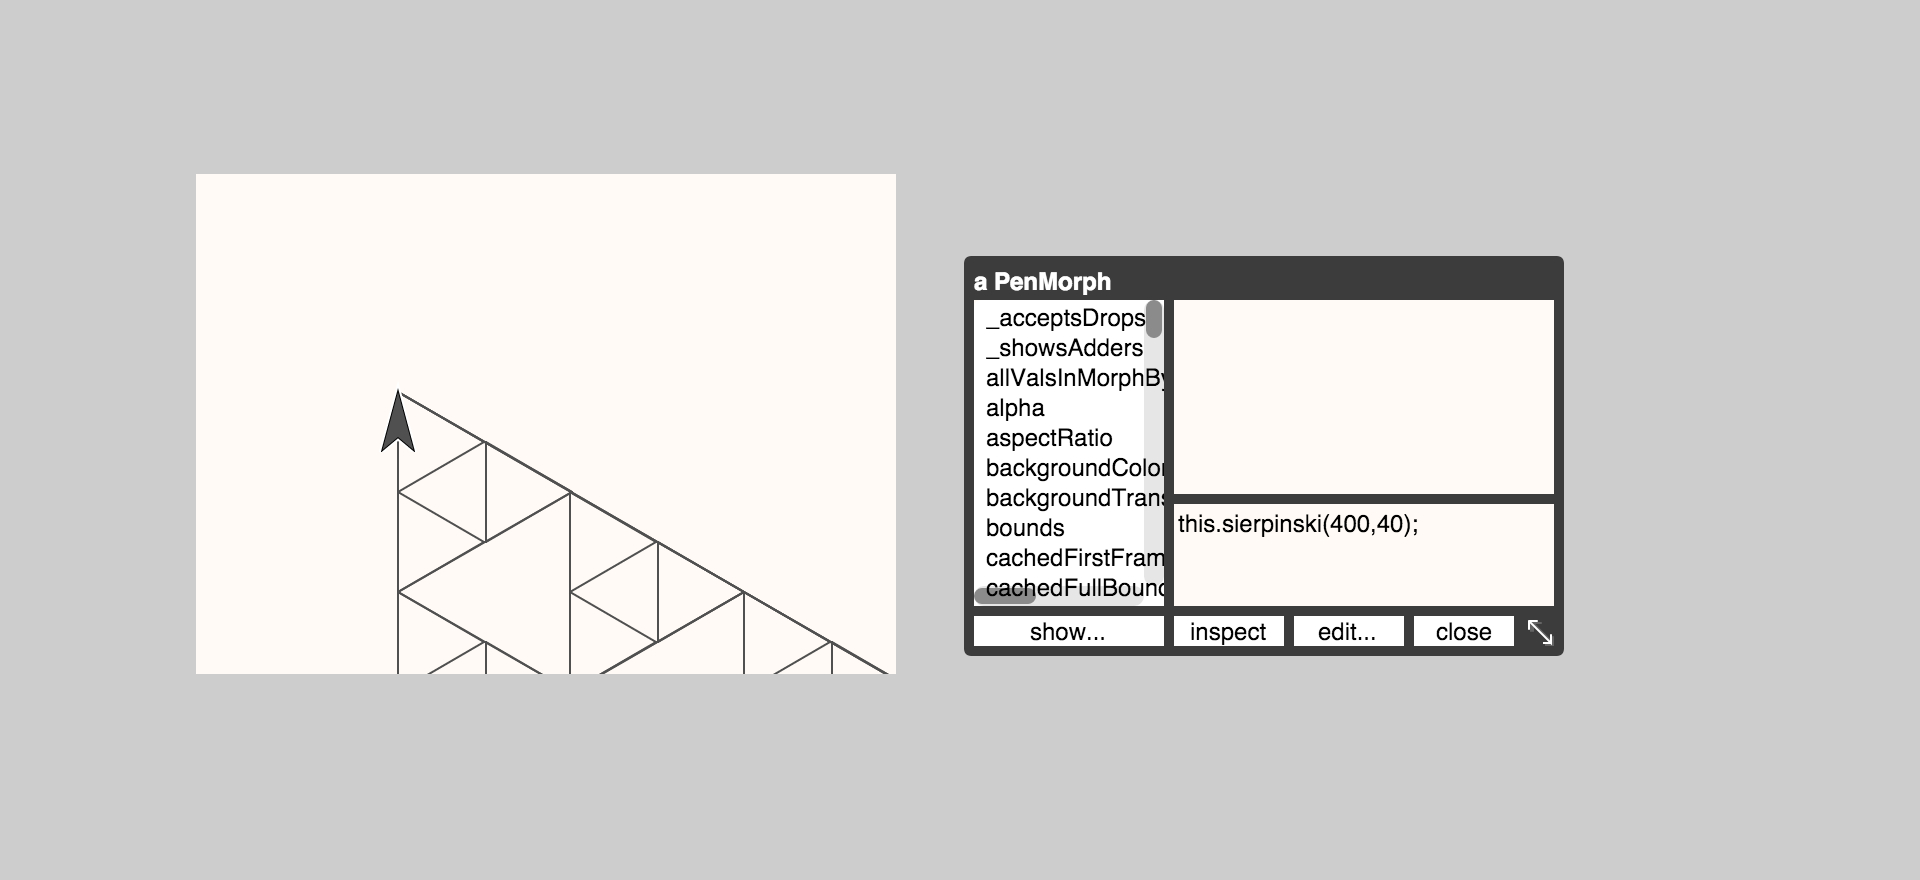 a PenMorph
_acceptsDrops
_showsAdders
allValsInMorphBy
alpha
aspectRatio
backgroundColor
backgroundTrans
bounds
cachedFirstFram
cachedFullBound
this.sierpinski(400,40);
show...
inspect
edit...
close